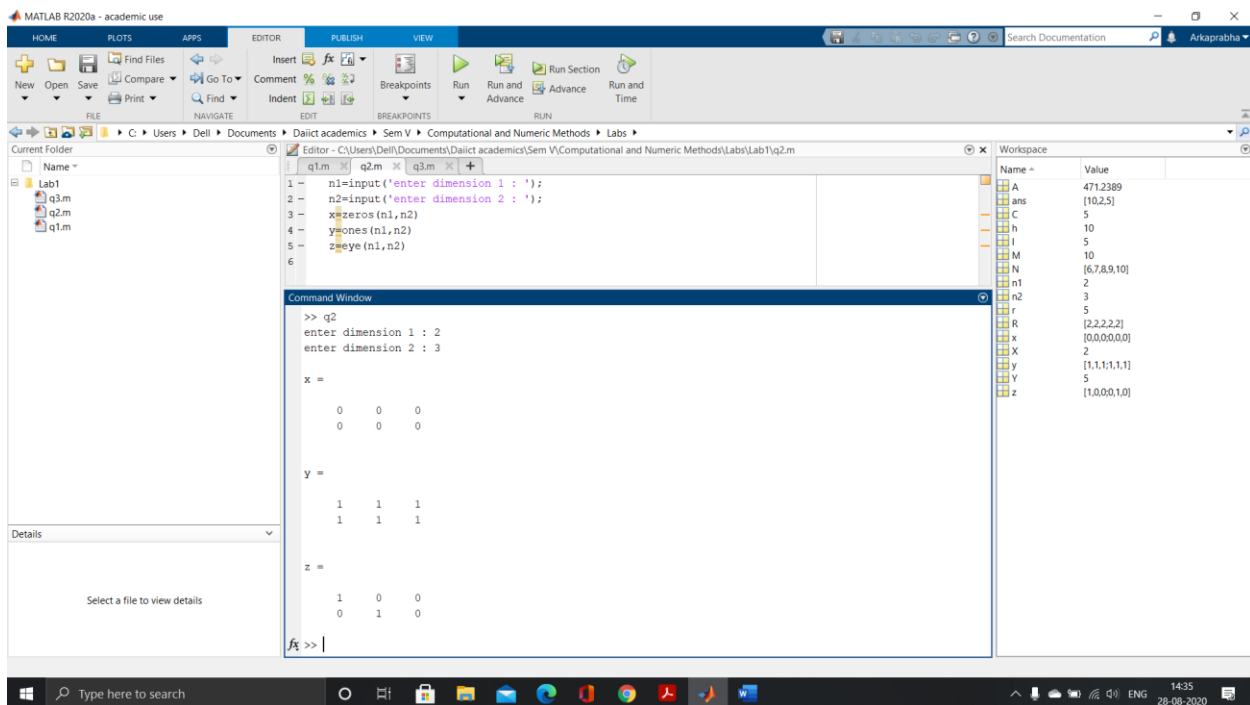 MATLAB R2020a - academic use
HOME PLOTS APPS EDITOR PUBLISH VIEW
Search Documentation
Arkaprabha
New Open Save
Find Files
Compare
Print
Go To
Find
Insert fx
Comment %
Indent
Breakpoints
Run
Run and Advance
Run Section
Advance
Run and Time
FILE NAVIGATE EDIT BREAKPOINTS RUN
C: Users Dell Documents Daiict academics Sem V Computational and Numeric Methods Labs
Current Folder
Name
Lab1
q3.m
q2.m
q1.m
Details
Select a file to view details
Editor - C:\Users\Dell\Documents\Daiict academics\Sem V\Computational and Numeric Methods\Labs\Lab1\q2.m
q1.m q2.m q3.m +
1 - n1=input('enter dimension 1 : ');
2 - n2=input('enter dimension 2 : ');
3 - x=zeros(n1,n2)
4 - y=ones(n1,n2)
5 - z=eye(n1,n2)
6
Command Window
>> q2
enter dimension 1 : 2
enter dimension 2 : 3
x =
0 0 0
0 0 0
y =
1 1 1
1 1 1
z =
1 0 0
0 1 0
fx >>
Workspace
Name Value
A 471.2389
ans [10,2,5]
C 5
h 10
I 5
M 10
N [6,7,8,9,10]
n1 2
n2 3
r 5
R [2,2,2,2,2]
x [0,0,0;0,0,0]
X 2
y [1,1,1;1,1,1]
Y 5
z [1,0,0;0,1,0]
Type here to search
ENG
14:35
28-08-2020